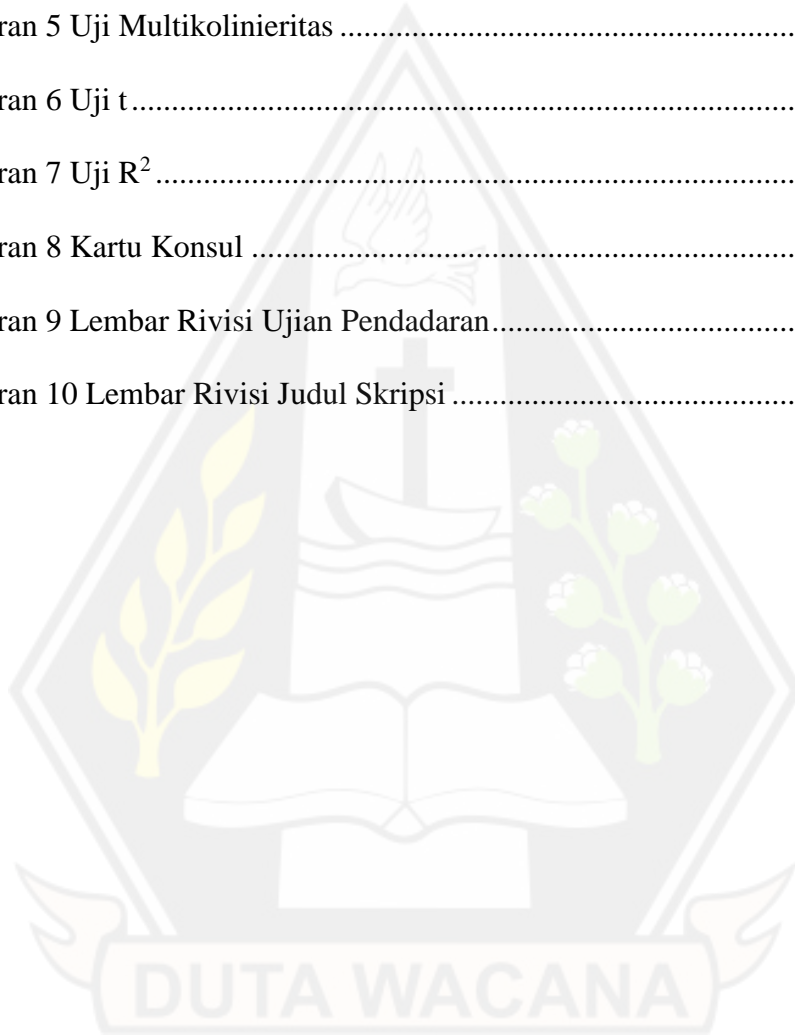 ran 5 Uji Multikolinieritas ........................................................
ran 6 Uji t ..................................................................................
ran 7 Uji R² ...............................................................................
ran 8 Kartu Konsul ...................................................................
ran 9 Lembar Rivisi Ujian Pendadaran .....................................
ran 10 Lembar Rivisi Judul Skripsi ..........................................
DUTA WACANA